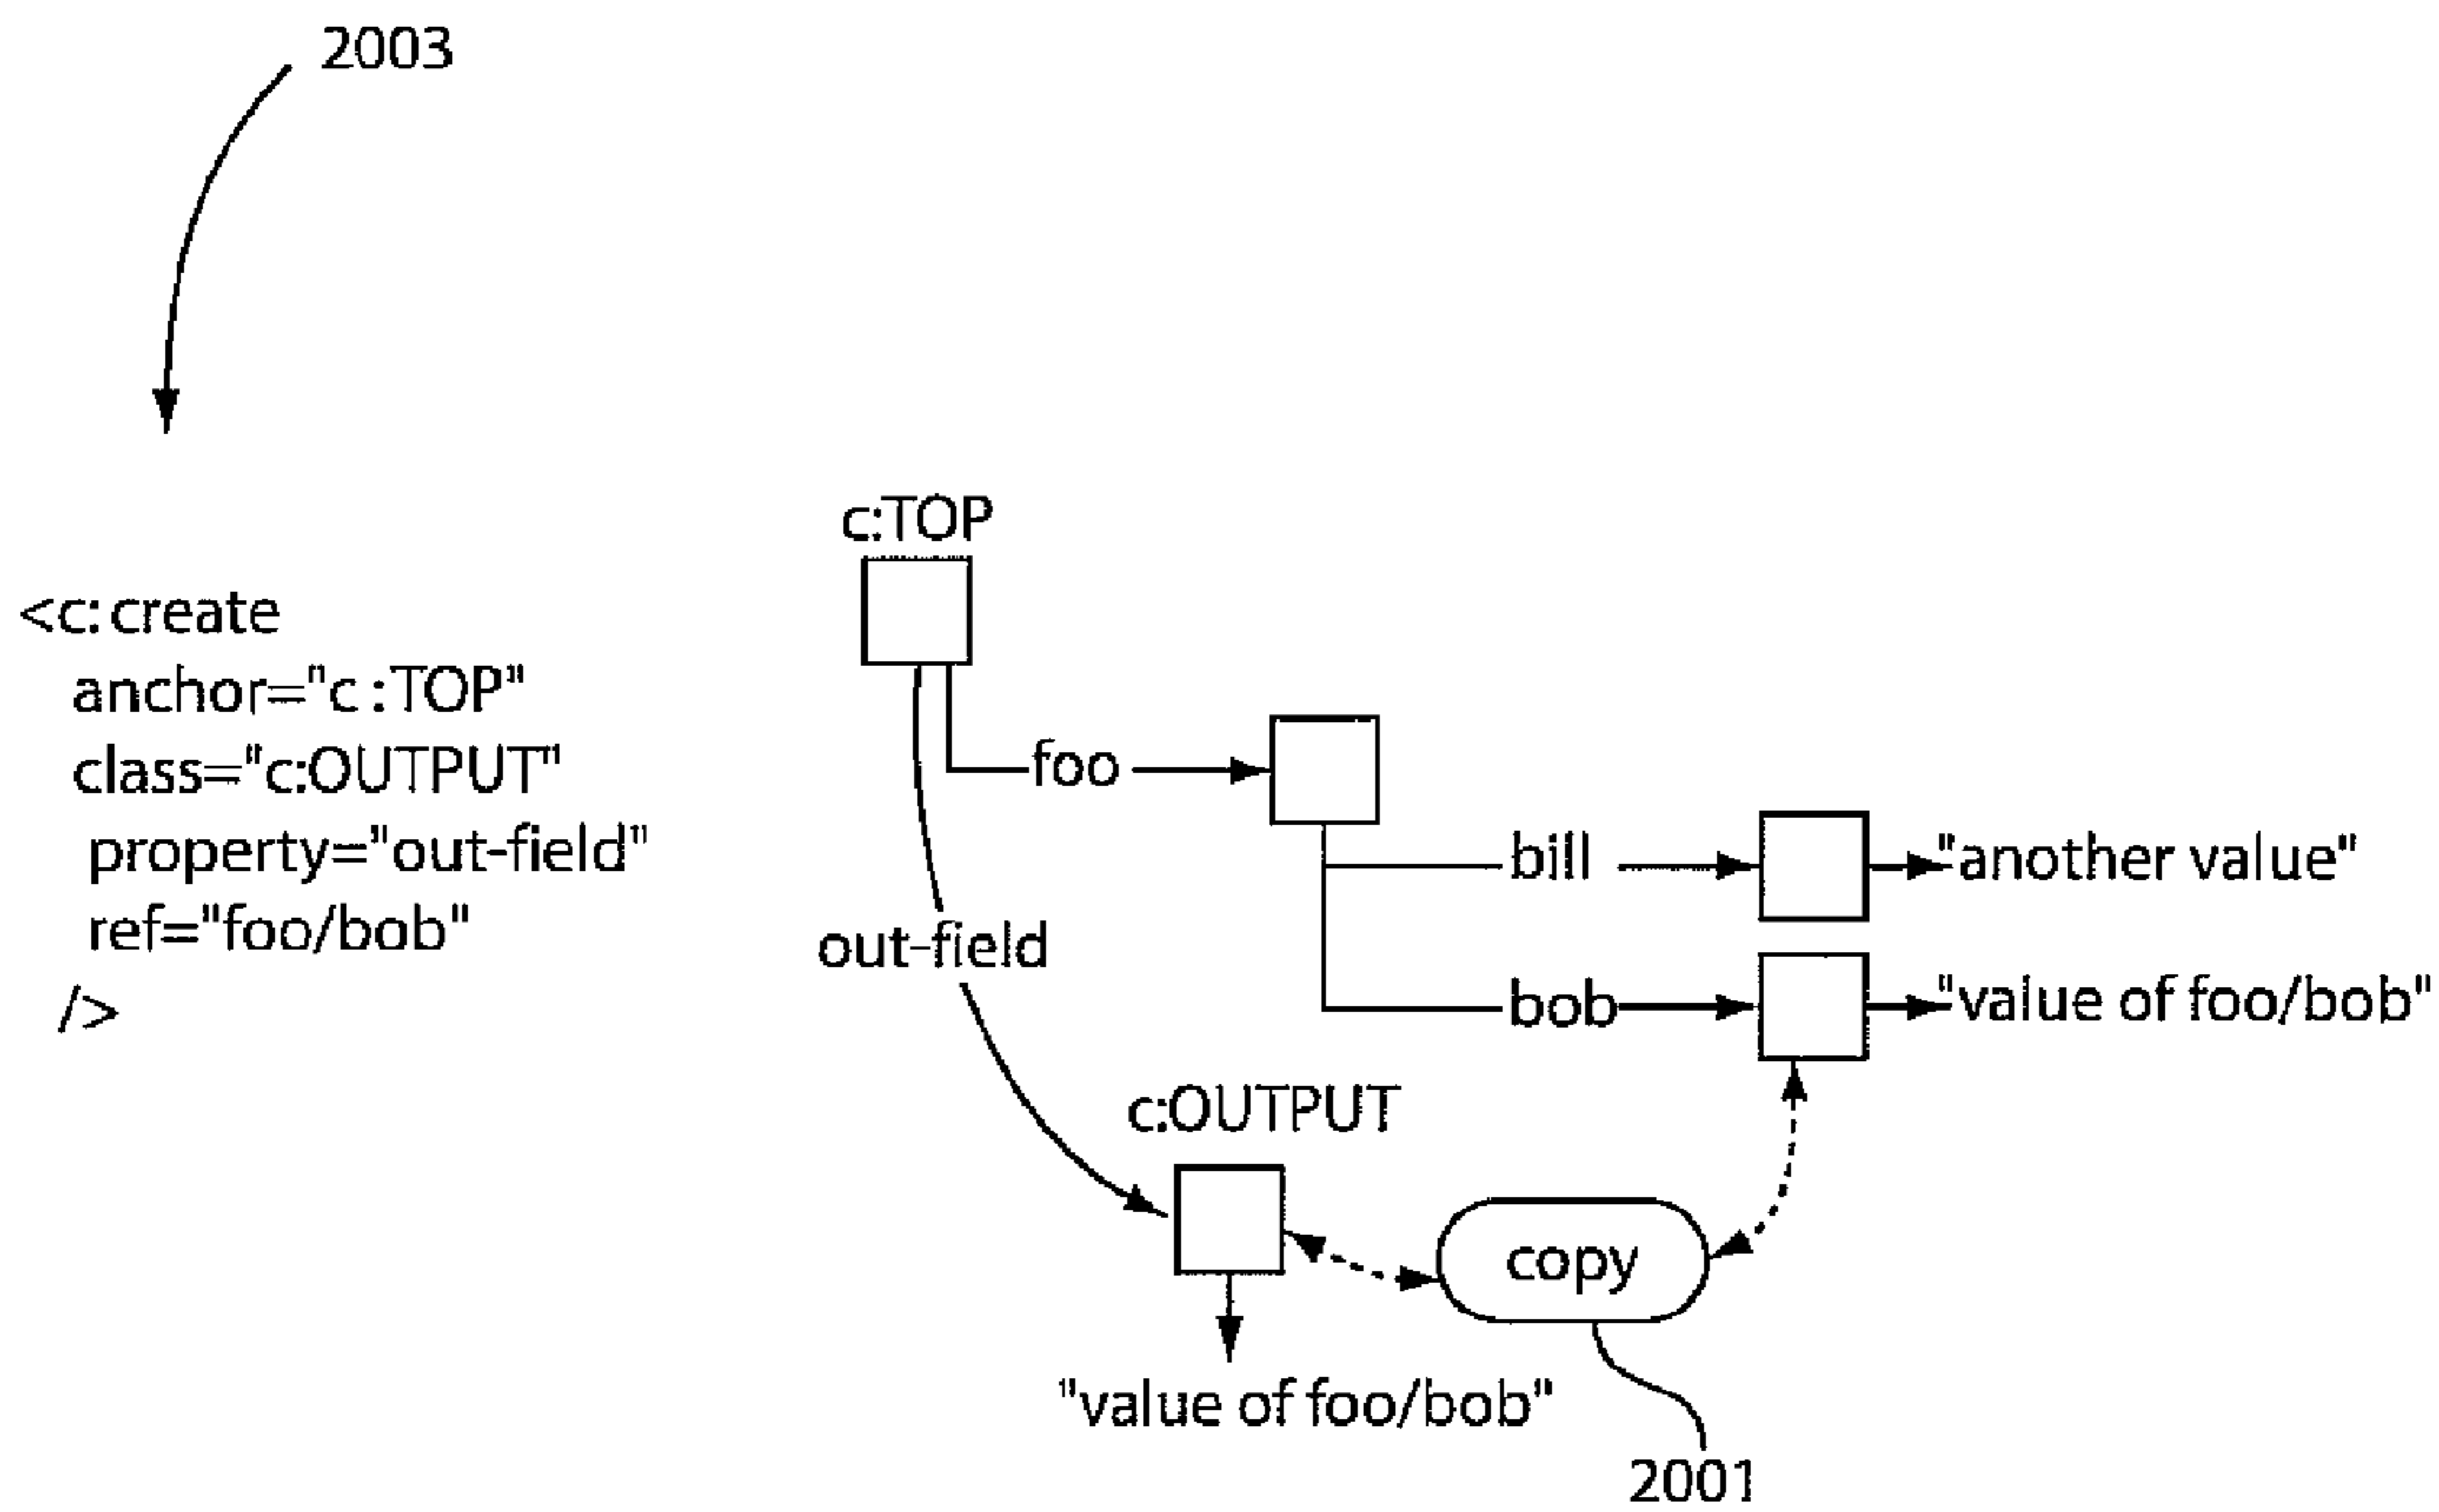 2003
<c:create
anchor="c :TOP"
class="c:OUTPUT"
property="out-field"
ref="foo/bob"
/>
c:TOP
foo
bill
"another value"
out-field
bob
"value of foo/bob"
c:OUTPUT
copy
"value of foo/bob"
2001